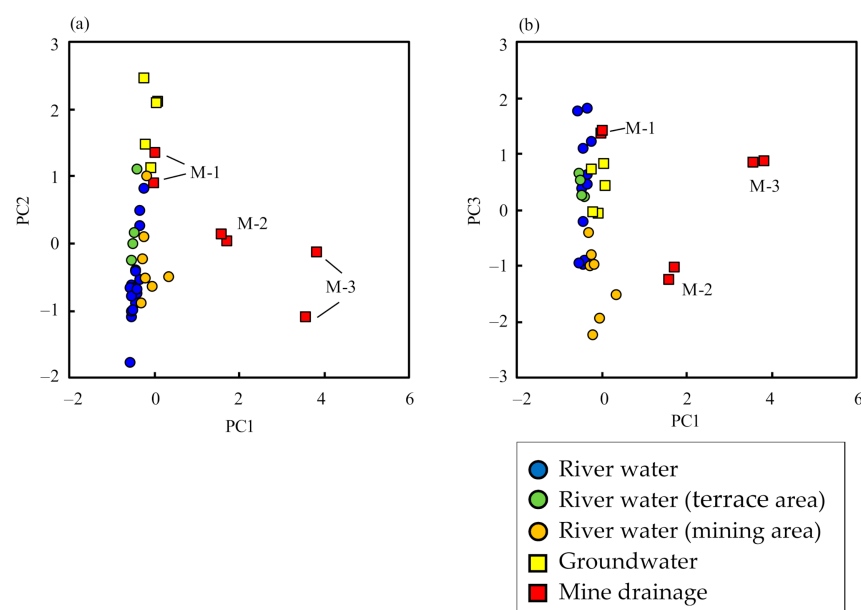 (a)
3
2
1
0
−1
−2
PC2
M-1
M-2
M-3
−2
0
2
4
6
PC1
(b)
3
2
1
0
−1
−2
−3
PC3
M-1
M-3
M-2
−2
0
2
4
6
PC1
River water
River water (terrace area)
River water (mining area)
Groundwater
Mine drainage